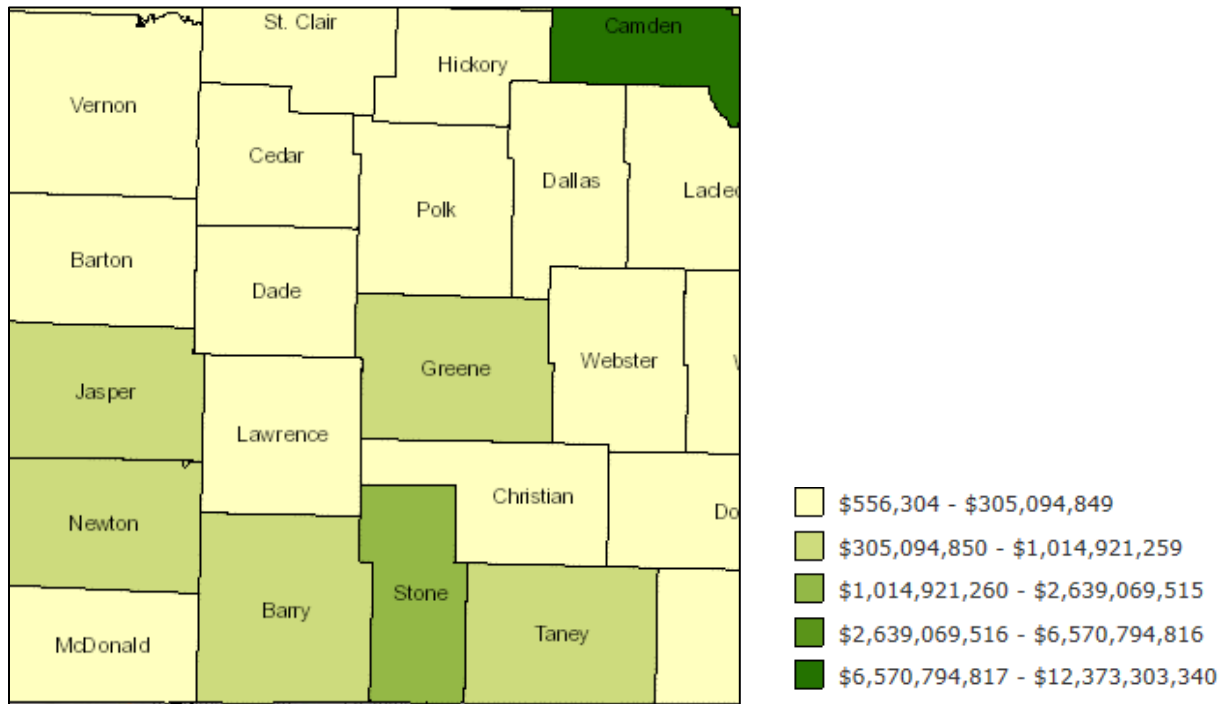 St. Clair
Camden
Hickory
Vernon
Cedar
Dallas
Polk
Barton
Dade
Webster
Greene
Jasper
Lawrence
Christian
Newton
Stone
Barry
Taney
McDonald
$556,304 - $305,094,849
$305,094,850 - $1,014,921,259
$1,014,921,260 - $2,639,069,515
$2,639,069,516 - $6,570,794,816
$6,570,794,817 - $12,373,303,340